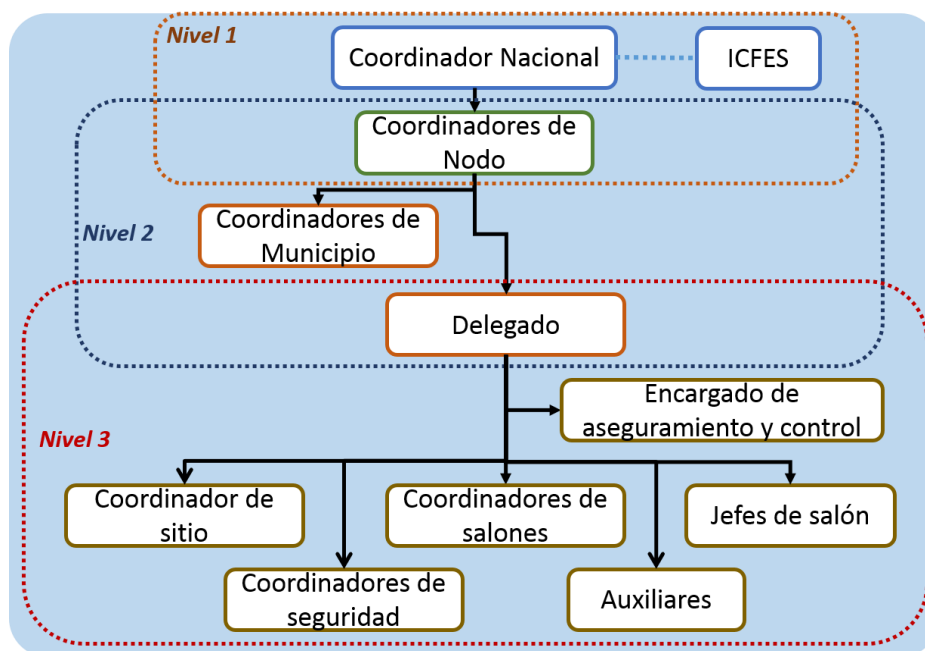 Nivel 1
Coordinador Nacional
ICFES
Coordinadores de
Nodo
Nivel 2
Coordinadores de
Municipio
Delegado
Encargado de
aseguramiento y control
Nivel 3
Coordinador de
sitio
Coordinadores de
salones
Jefes de salón
Coordinadores de
seguridad
Auxiliares